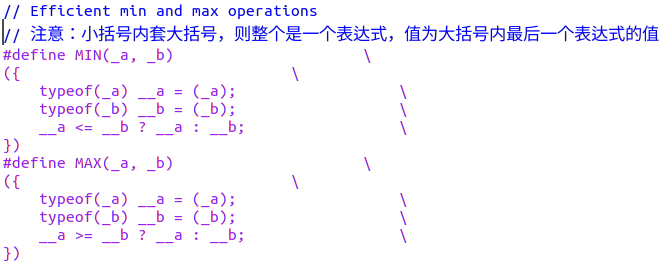 // Efficient min and max operations
// 注意：小括号内套大括号，则整个是一个表达式，值为大括号内最后一个表达式的值
#define MIN(_a, _b) \
({ \
    typeof(_a) __a = (_a); \
    typeof(_b) __b = (_b); \
    __a <= __b ? __a : __b; \
})
#define MAX(_a, _b) \
({ \
    typeof(_a) __a = (_a); \
    typeof(_b) __b = (_b); \
    __a >= __b ? __a : __b; \
})